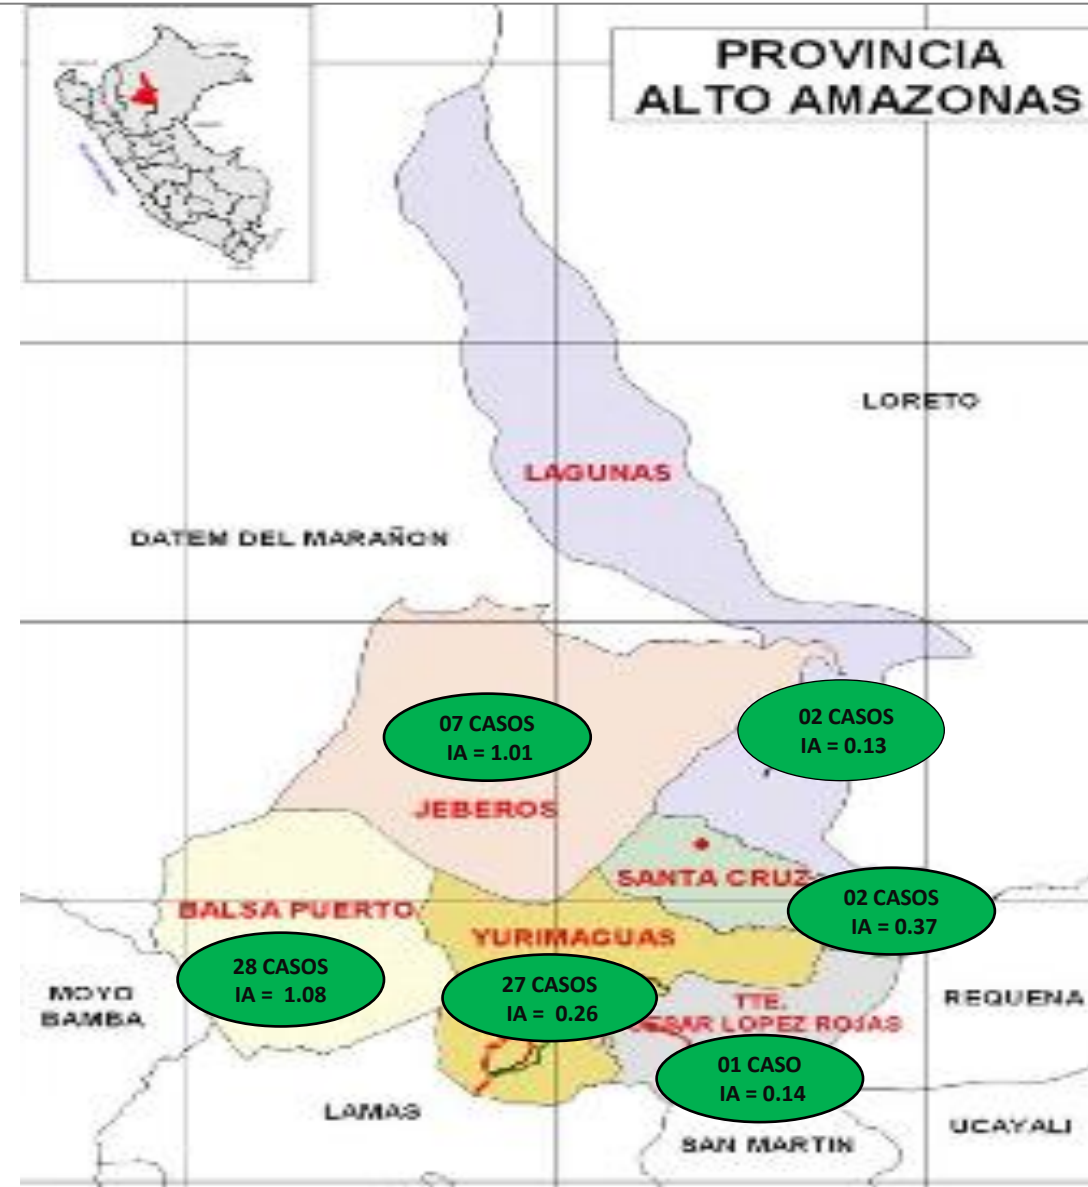 PROVINCIA
ALTO AMAZONAS
LORETO
LAGUNAS
DATEM DEL MARAÑON
07 CASOS
IA = 1.01
02 CASOS
IA = 0.13
JEBEROS
SANTA CRUZ
02 CASOS
IA = 0.37
BALSA PUERTO
YURIMAGUAS
28 CASOS
IA = 1.08
27 CASOS
IA = 0.26
MOYO
BAMBA
TTE.
ESAR LOPEZ ROJAS
REQUENA
01 CASO
IA = 0.14
LAMAS
SAN MARTIN
UCAYALI